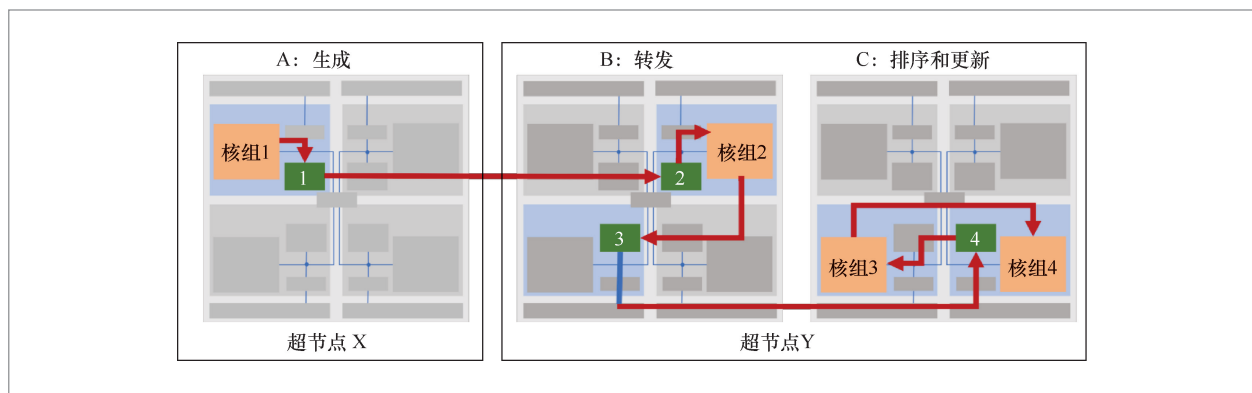 A：生成
B：转发
C：排序和更新
核组1
1
2
核组2
3
核组3
4
核组4
超节点 X
超节点Y